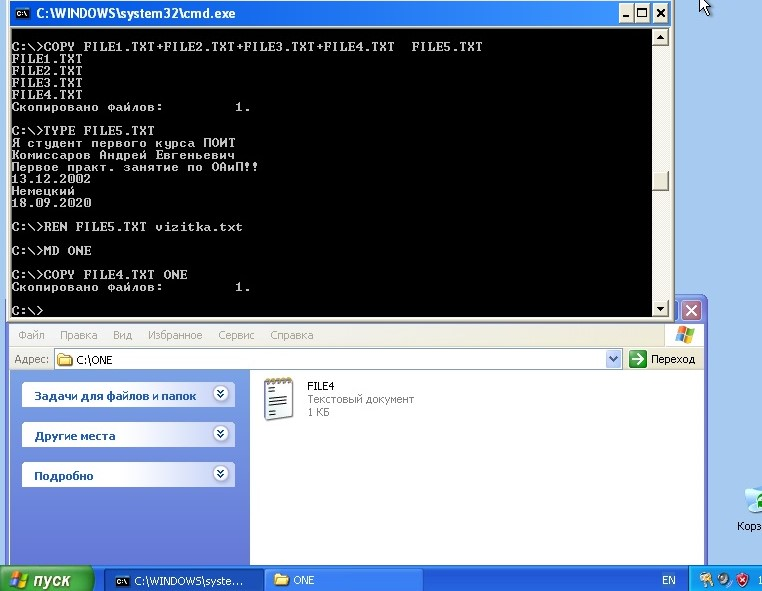 C:\WINDOWS\system32\cmd.exe
C:\>COPY FILE1.TXT+FILE2.TXT+FILE3.TXT+FILE4.TXT  FILE5.TXT
FILE1.TXT
FILE2.TXT
FILE3.TXT
FILE4.TXT
Скопировано файлов:         1.
C:\>TYPE FILE5.TXT
Я студент первого курса ПОИТ
Комиссаров Андрей Евгеньевич
Первое практ. занятие по ОАиП!!
13.12.2002
Немецкий
18.09.2020
C:\>REN FILE5.TXT vizitka.txt
C:\>MD ONE
C:\>COPY FILE4.TXT ONE
Скопировано файлов:         1.
C:\>
Файл Правка Вид Избранное Сервис Справка
Адрес: C:\ONE Переход
Задачи для файлов и папок
Другие места
Подробно
FILE4
Текстовый документ
1 КБ
Корз
пуск C:\WINDOWS\syste... ONE EN 1